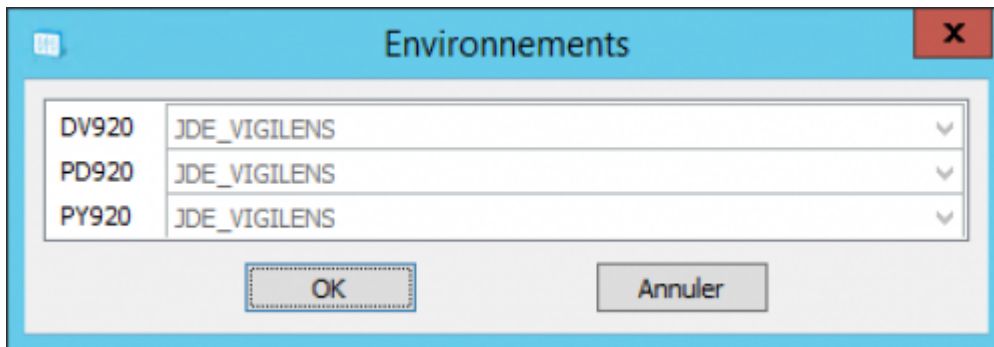 Environnements
DV920 JDE_VIGILENS
PD920 JDE_VIGILENS
PY920 JDE_VIGILENS
OK Annuler